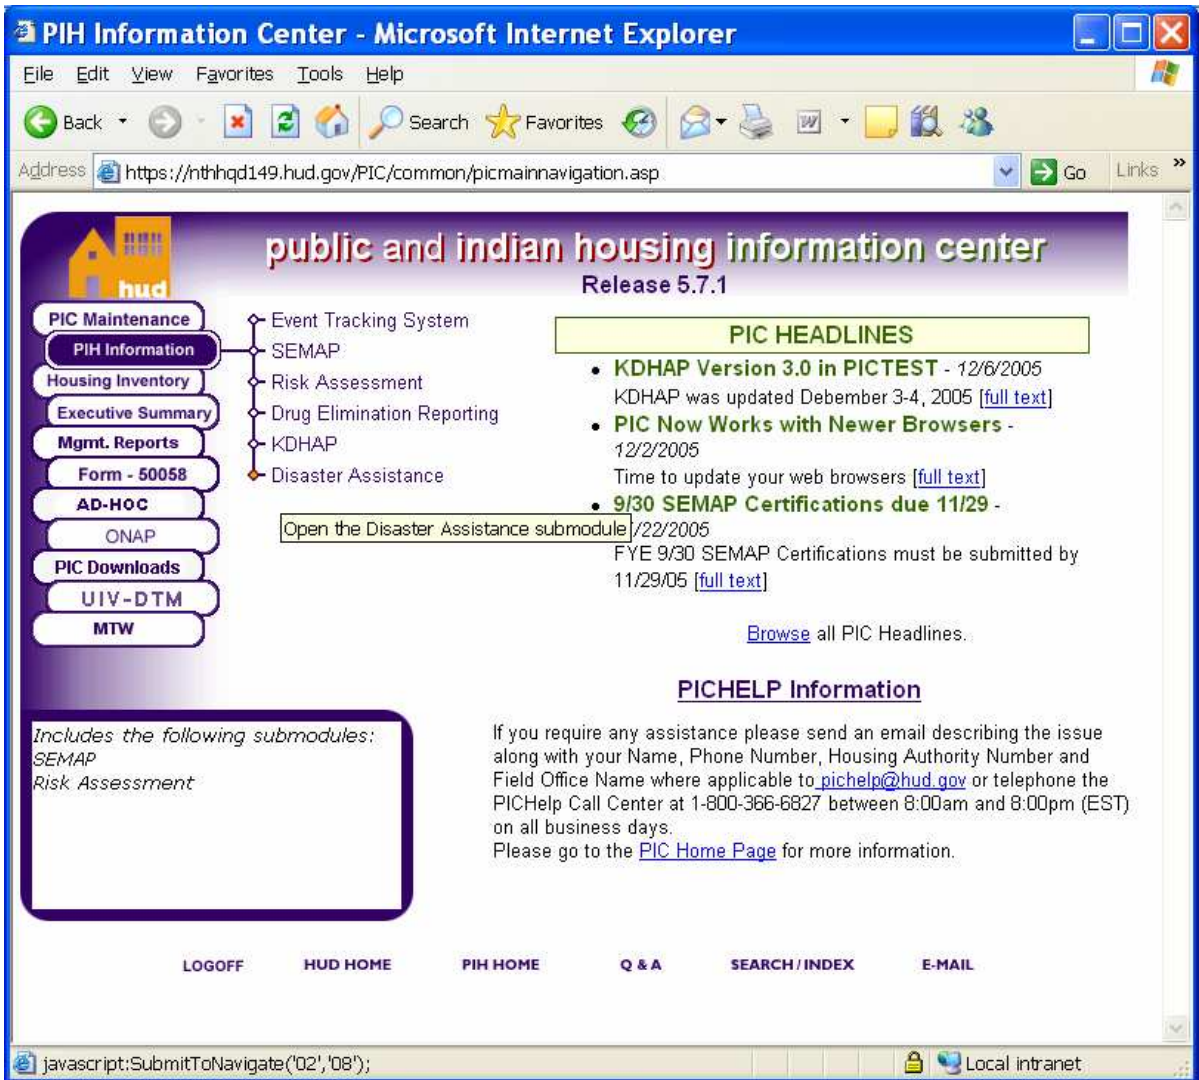 PIH Information Center - Microsoft Internet Explorer
File Edit View Favorites Tools Help
Back Search Favorites
Address https://nthhqd149.hud.gov/PIC/common/picmainnavigation.asp Go Links »
hud
public and indian housing information center
Release 5.7.1
PIC Maintenance
PIH Information
Housing Inventory
Executive Summary
Mgmt. Reports
Form - 50058
AD-HOC
ONAP
PIC Downloads
UIV-DTM
MTW
Event Tracking System
SEMAP
Risk Assessment
Drug Elimination Reporting
KDHAP
Disaster Assistance
Open the Disaster Assistance submodule
PIC HEADLINES
• KDHAP Version 3.0 in PICTEST - 12/6/2005
KDHAP was updated Debember 3-4, 2005 [full text]
• PIC Now Works with Newer Browsers -
12/2/2005
Time to update your web browsers [full text]
• 9/30 SEMAP Certifications due 11/29 -
/22/2005
FYE 9/30 SEMAP Certifications must be submitted by
11/29/05 [full text]
Browse all PIC Headlines.
PICHELP Information
If you require any assistance please send an email describing the issue
along with your Name, Phone Number, Housing Authority Number and
Field Office Name where applicable to pichelp@hud.gov or telephone the
PICHelp Call Center at 1-800-366-6827 between 8:00am and 8:00pm (EST)
on all business days.
Please go to the PIC Home Page for more information.
Includes the following submodules:
SEMAP
Risk Assessment
LOGOFF HUD HOME PIH HOME Q & A SEARCH / INDEX E-MAIL
javascript:SubmitToNavigate('02','08'); Local intranet